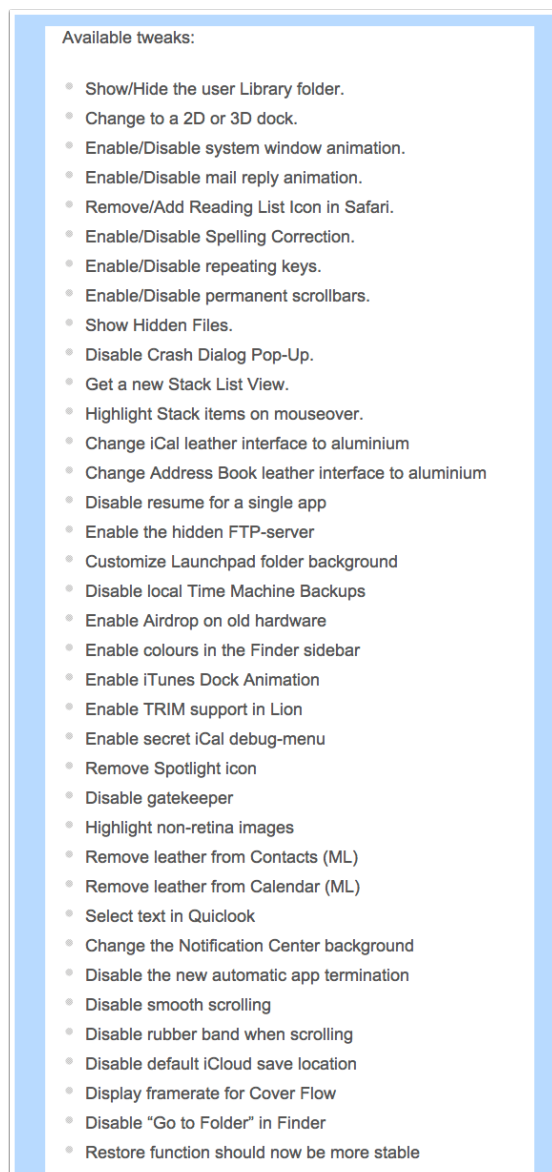 Available tweaks:
Show/Hide the user Library folder.
Change to a 2D or 3D dock.
Enable/Disable system window animation.
Enable/Disable mail reply animation.
Remove/Add Reading List Icon in Safari.
Enable/Disable Spelling Correction.
Enable/Disable repeating keys.
Enable/Disable permanent scrollbars.
Show Hidden Files.
Disable Crash Dialog Pop-Up.
Get a new Stack List View.
Highlight Stack items on mouseover.
Change iCal leather interface to aluminium
Change Address Book leather interface to aluminium
Disable resume for a single app
Enable the hidden FTP-server
Customize Launchpad folder background
Disable local Time Machine Backups
Enable Airdrop on old hardware
Enable colours in the Finder sidebar
Enable iTunes Dock Animation
Enable TRIM support in Lion
Enable secret iCal debug-menu
Remove Spotlight icon
Disable gatekeeper
Highlight non-retina images
Remove leather from Contacts (ML)
Remove leather from Calendar (ML)
Select text in Quiclook
Change the Notification Center background
Disable the new automatic app termination
Disable smooth scrolling
Disable rubber band when scrolling
Disable default iCloud save location
Display framerate for Cover Flow
Disable “Go to Folder” in Finder
Restore function should now be more stable